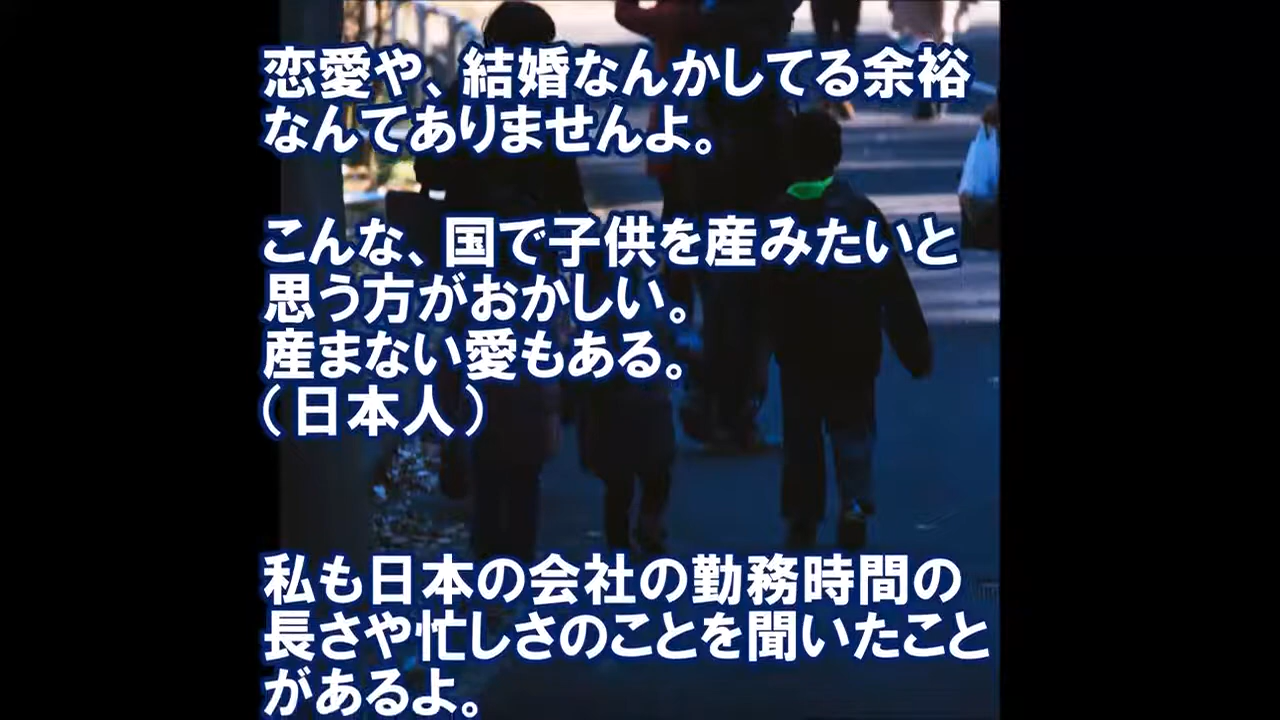 恋愛や、結婚なんかしてる余裕
なんてありませんよ。
こんな、国で子供を産みたいと
思う方がおかしい。
産まない愛もある。
（日本人）
私も日本の会社の勤務時間の
長さや忙しさのことを聞いたこと
があるよ。